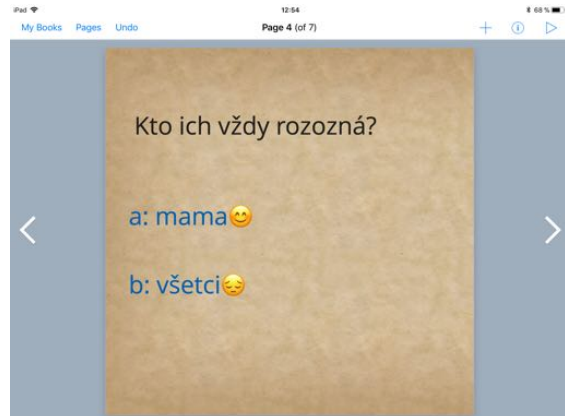 iPad
12:54
68 %
My Books Pages Undo
Page 4 (of 7)
Kto ich vždy rozozná?
a: mama😊
b: všetci😔